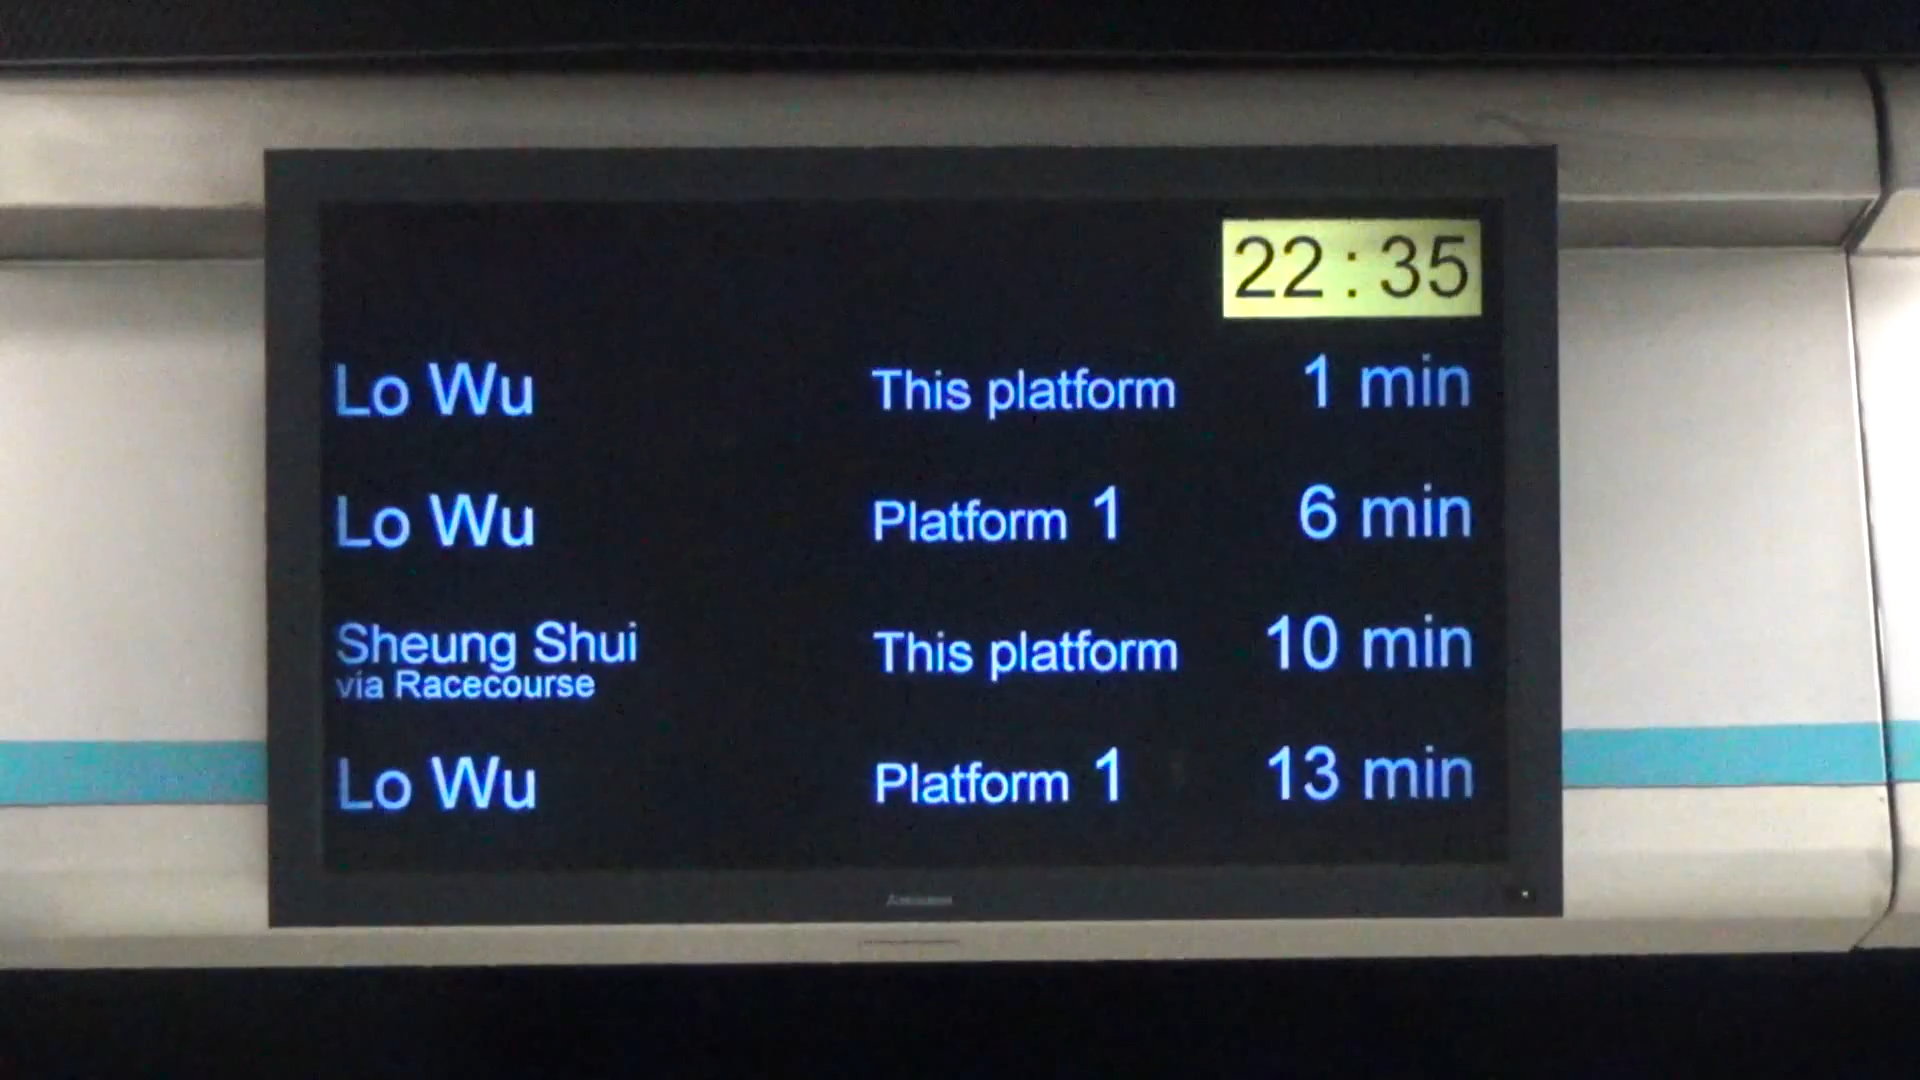 22:35
Lo Wu This platform 1 min
Lo Wu Platform 1 6 min
Sheung Shui This platform 10 min
via Racecourse
Lo Wu Platform 1 13 min